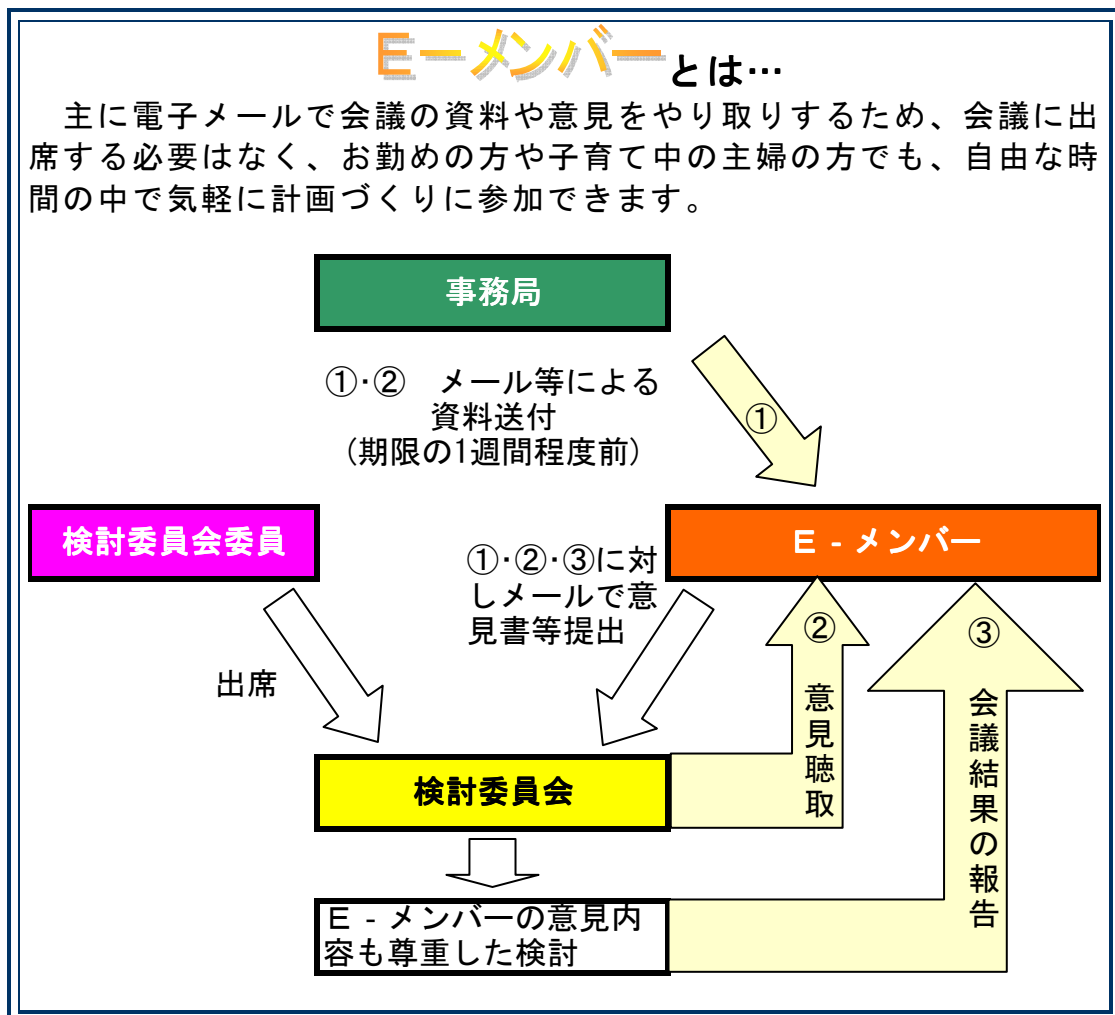 E－メンバーとは…
　主に電子メールで会議の資料や意見をやり取りするため、会議に出
席する必要はなく、お勤めの方や子育て中の主婦の方でも、自由な時
間の中で気軽に計画づくりに参加できます。
事務局
①・②　メール等による
資料送付
（期限の1週間程度前）
①
検討委員会委員
Ｅ‐メンバー
①・②・③に対
しメールで意
見書等提出
出席
②
意見聴取
③
会議結果の報告
検討委員会
Ｅ‐メンバーの意見内
容も尊重した検討